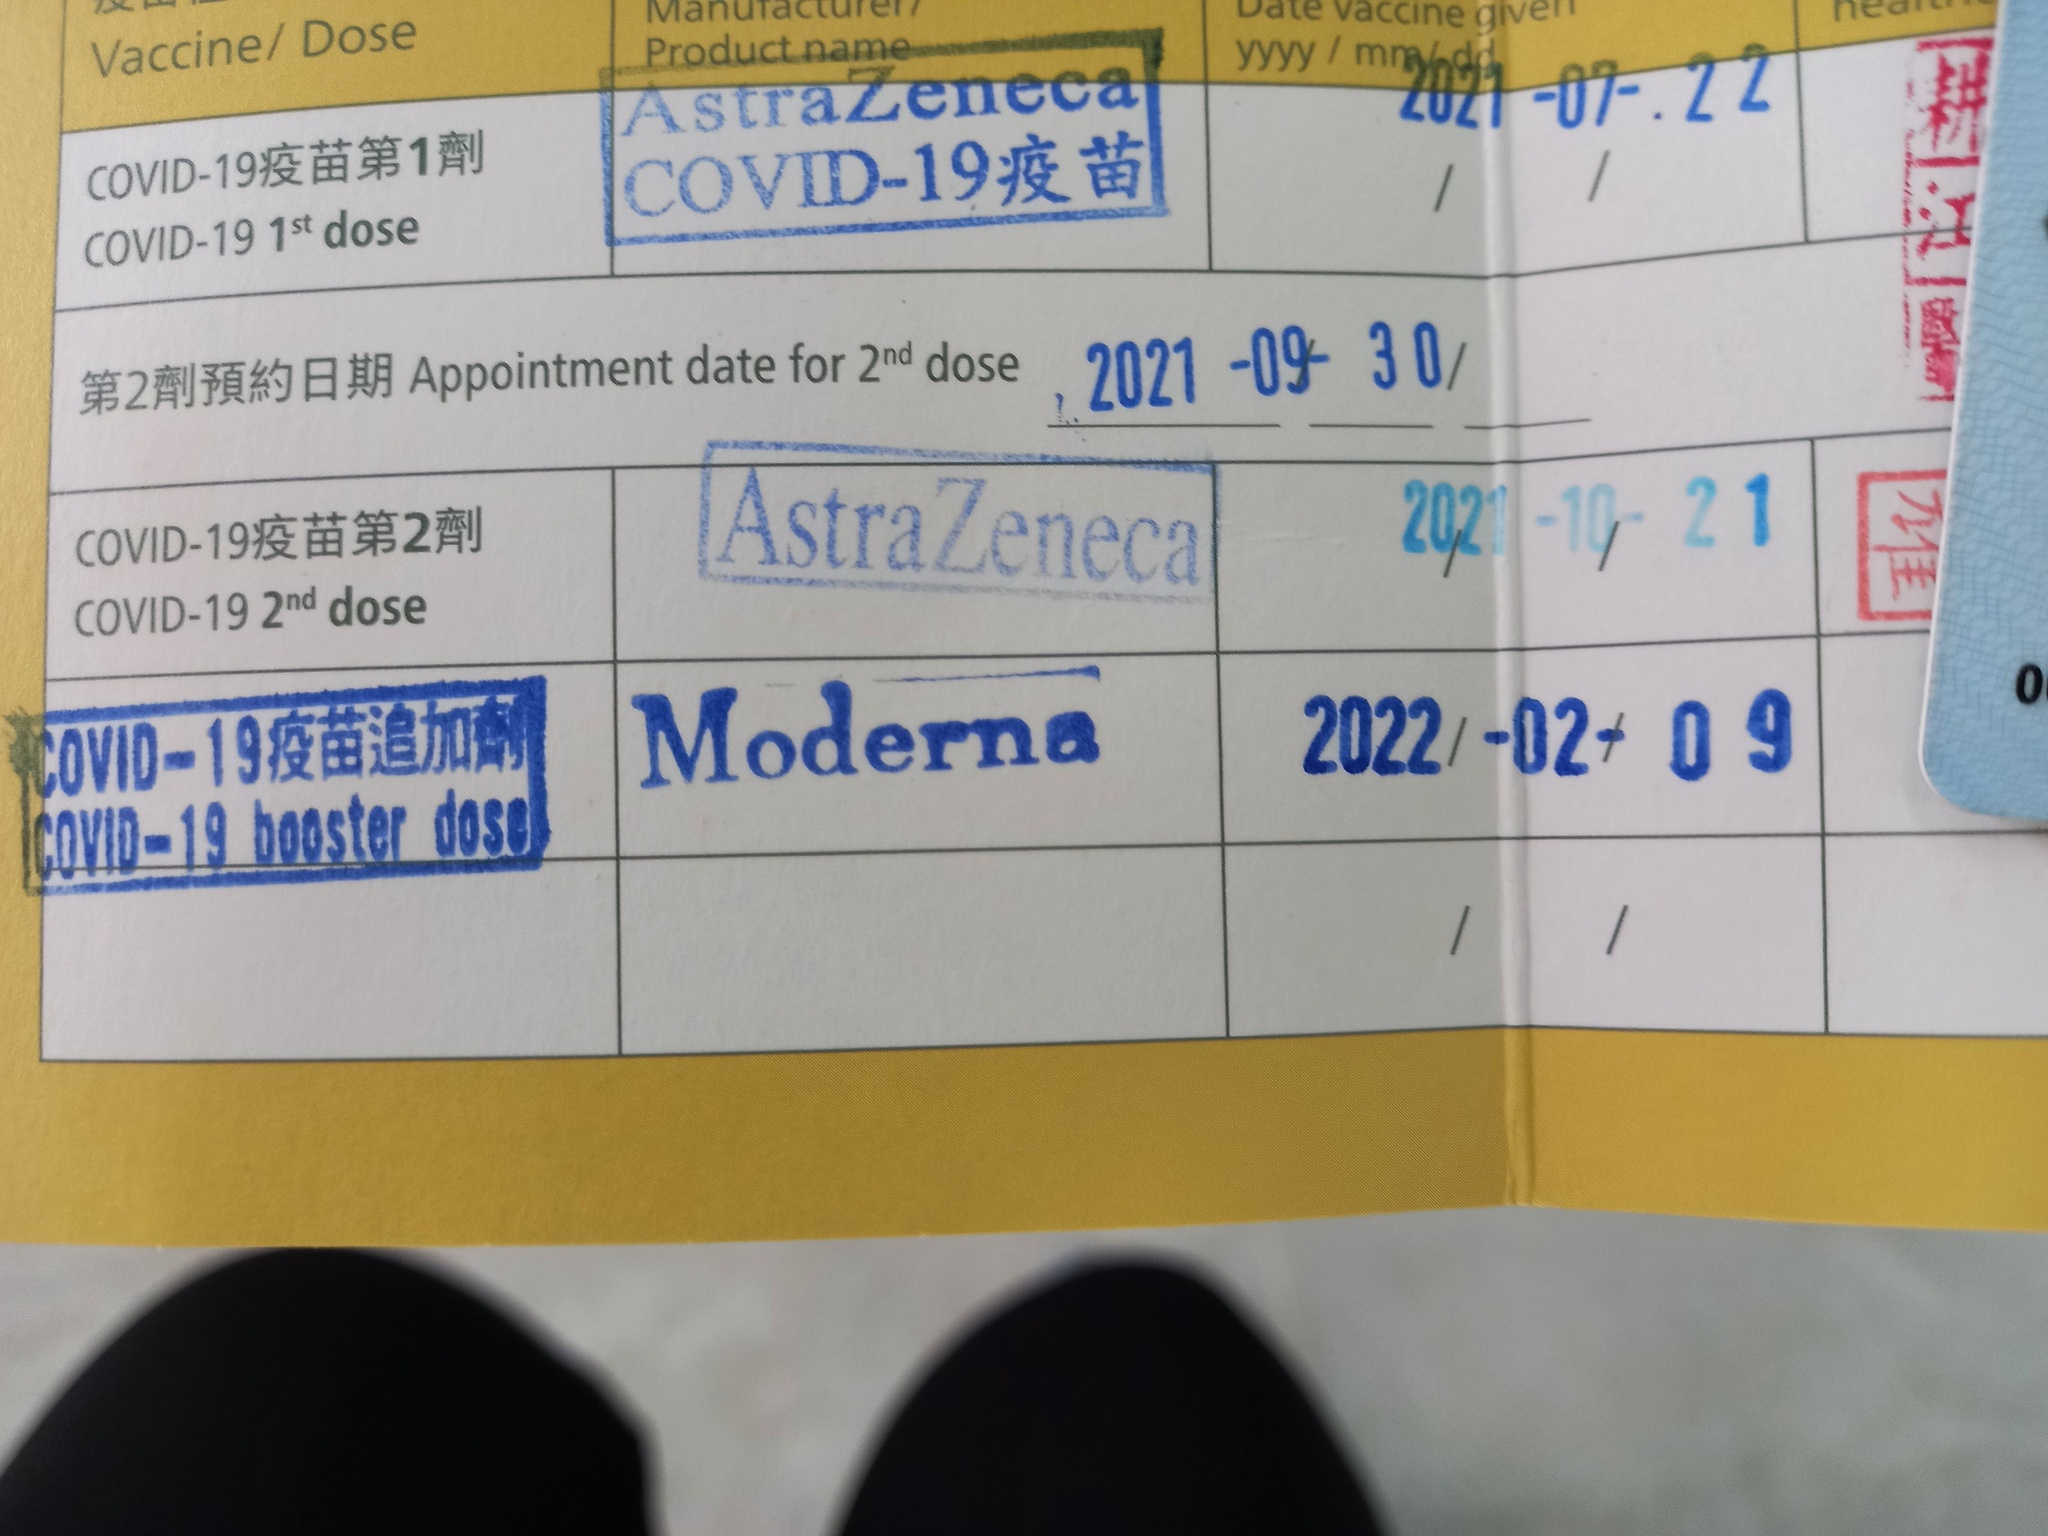 Vaccine/ Dose
Manufacturer/
Product name
Date vaccine given
yyyy / mm/dd
COVID-19疫苗第1劑
COVID-19 1st dose
AstraZeneca
COVID-19疫苗
2021 -07-.22
/ /
耕
江
醫
第2劑預約日期 Appointment date for 2nd dose 2021 -09- 30/
COVID-19疫苗第2劑
COVID-19 2nd dose
AstraZeneca
2021 -10- 21
COVID-19疫苗追加劑
COVID-19 booster dose
Moderna
2022/ -02-/ 09
/ /